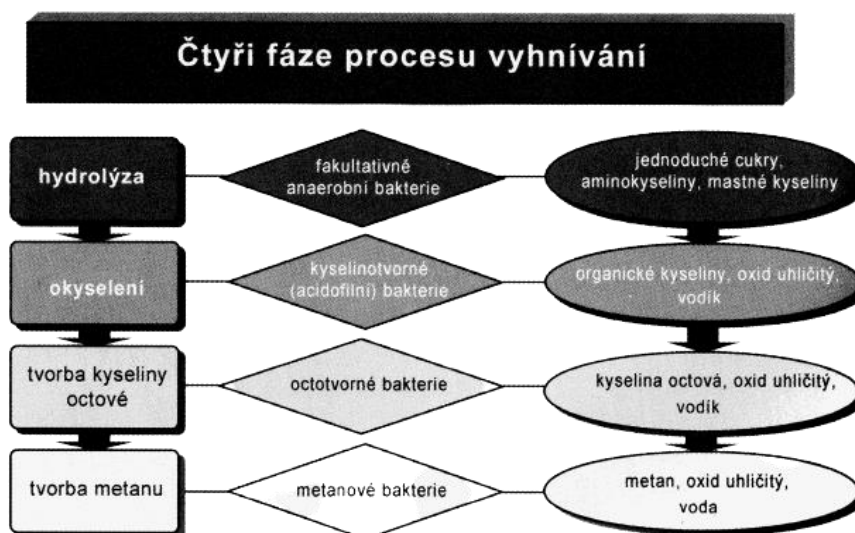 Čtyři fáze procesu vyhnívání
hydrolýza
fakultativně
anaerobní bakterie
jednoduché cukry,
aminokyseliny, mastné kyseliny
okyselení
kyselinotvorné
(acidofilní) bakterie
organické kyseliny, oxid uhličitý,
vodík
tvorba kyseliny
octové
octotvorné bakterie
kyselina octová, oxid uhličitý,
vodík
tvorba metanu
metanové bakterie
metan, oxid uhličitý,
voda